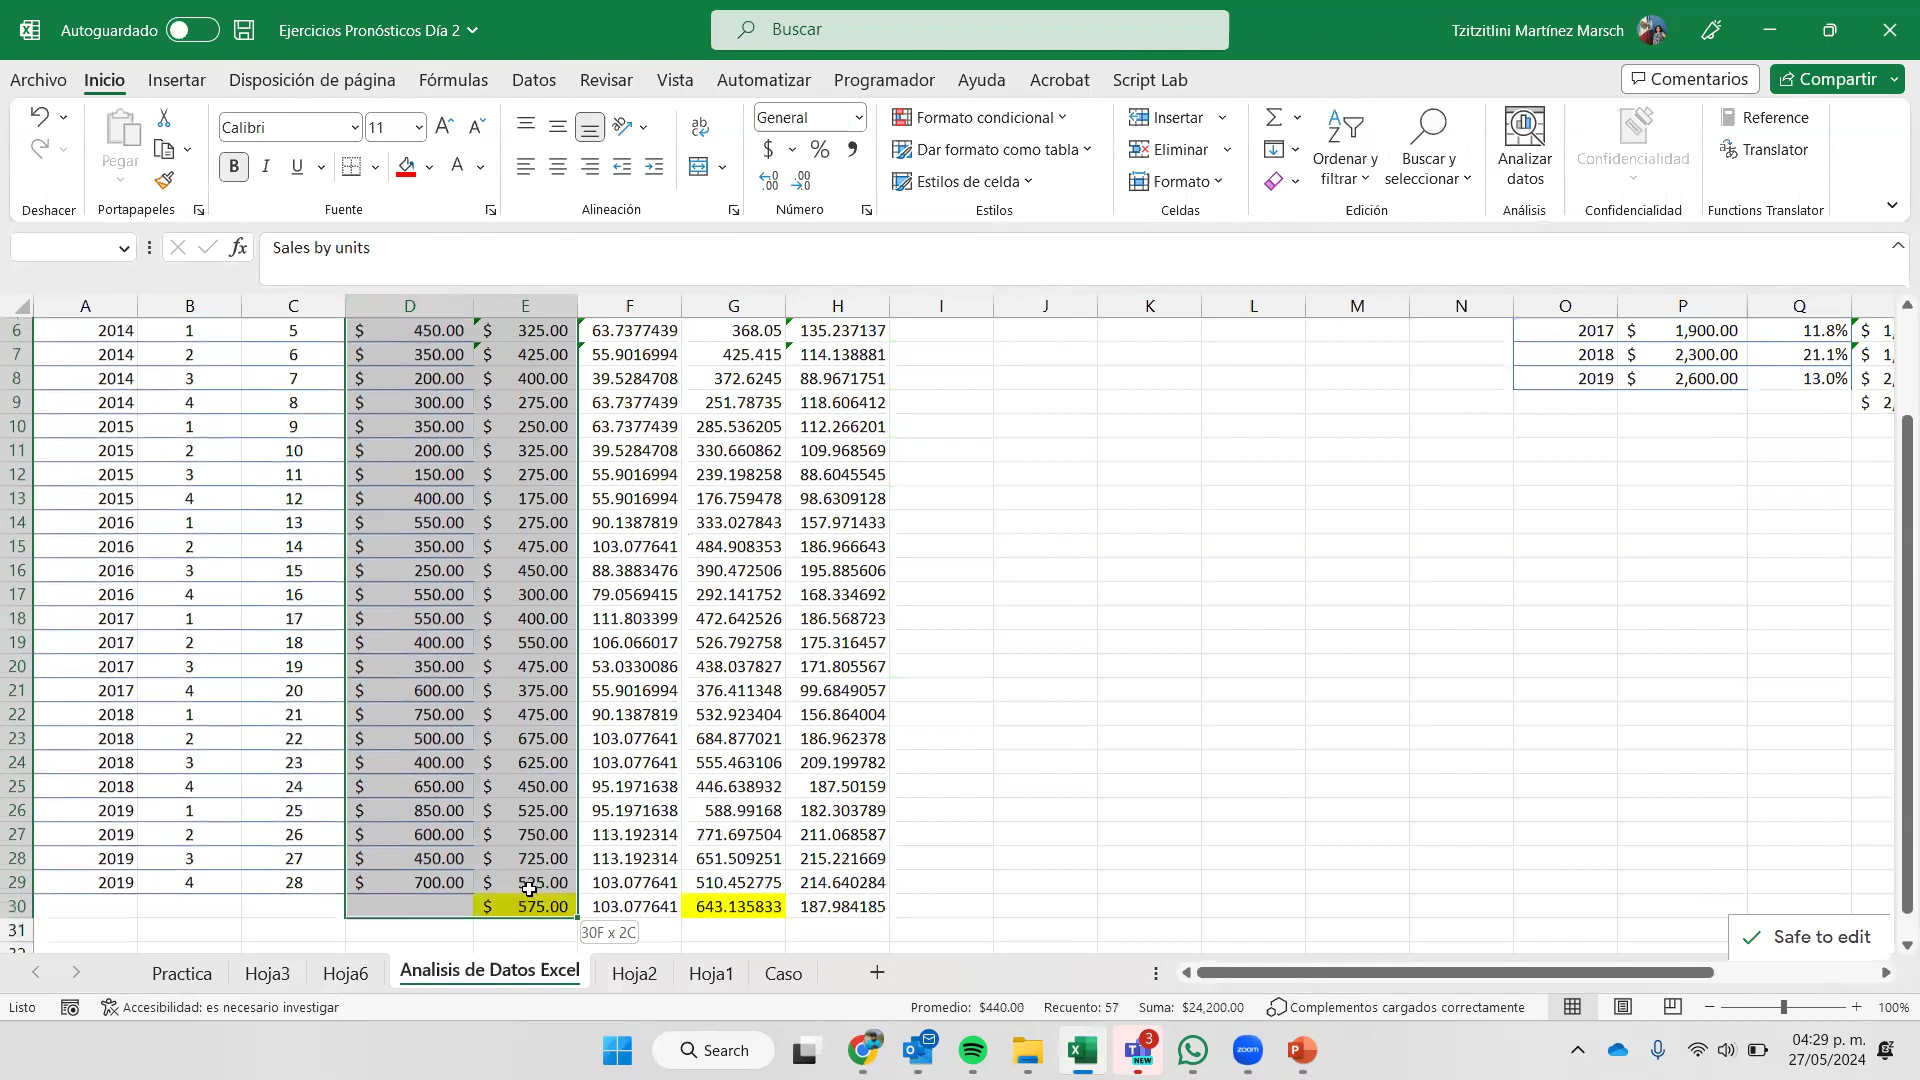 Autoguardado
Ejercicios Pronósticos Día 2
Buscar
Tzitzitlini Martínez Marsch
Archivo Inicio Insertar Disposición de página Fórmulas Datos Revisar Vista Automatizar Programador Ayuda Acrobat Script Lab
Comentarios Compartir
Pegar
Calibri 11
General
Formato condicional
Dar formato como tabla
Estilos de celda
Insertar
Eliminar
Formato
Ordenar y filtrar
Buscar y seleccionar
Analizar datos
Confidencialidad
Reference
Translator
Deshacer Portapapeles Fuente Alineación Número Estilos Celdas Edición Análisis Confidencialidad Functions Translator
Sales by units
A B C D E F G H I J K L M N O P Q
6 2014 1 5 $ 450.00 $ 325.00 63.7377439 368.05 135.237137 2017 $ 1,900.00 11.8% $ 1,
7 2014 2 6 $ 350.00 $ 425.00 55.9016994 425.415 114.138881 2018 $ 2,300.00 21.1% $ 1,
8 2014 3 7 $ 200.00 $ 400.00 39.5284708 372.6245 88.9671751 2019 $ 2,600.00 13.0% $ 2,
9 2014 4 8 $ 300.00 $ 275.00 63.7377439 251.78735 118.606412 $ 2,
10 2015 1 9 $ 350.00 $ 250.00 63.7377439 285.536205 112.266201
11 2015 2 10 $ 200.00 $ 325.00 39.5284708 330.660862 109.968569
12 2015 3 11 $ 150.00 $ 275.00 55.9016994 239.198258 88.6045545
13 2015 4 12 $ 400.00 $ 175.00 55.9016994 176.759478 98.6309128
14 2016 1 13 $ 550.00 $ 275.00 90.1387819 333.027843 157.971433
15 2016 2 14 $ 350.00 $ 475.00 103.077641 484.908353 186.966643
16 2016 3 15 $ 250.00 $ 450.00 88.3883476 390.472506 195.885606
17 2016 4 16 $ 550.00 $ 300.00 79.0569415 292.141752 168.334692
18 2017 1 17 $ 550.00 $ 400.00 111.803399 472.642526 186.568723
19 2017 2 18 $ 400.00 $ 550.00 106.066017 526.792758 175.316457
20 2017 3 19 $ 350.00 $ 475.00 53.0330086 438.037827 171.805567
21 2017 4 20 $ 600.00 $ 375.00 55.9016994 376.411348 99.6849057
22 2018 1 21 $ 750.00 $ 475.00 90.1387819 532.923404 156.864004
23 2018 2 22 $ 500.00 $ 675.00 103.077641 684.877021 186.962378
24 2018 3 23 $ 400.00 $ 625.00 103.077641 555.463106 209.199782
25 2018 4 24 $ 650.00 $ 450.00 95.1971638 446.638932 187.50159
26 2019 1 25 $ 850.00 $ 525.00 95.1971638 588.99168 182.303789
27 2019 2 26 $ 600.00 $ 750.00 113.192314 771.697504 211.068587
28 2019 3 27 $ 450.00 $ 725.00 113.192314 651.509251 215.221669
29 2019 4 28 $ 700.00 $ 103.077641 510.452775 214.640284
30 $ 575.00 103.077641 643.135833 187.984185
31 30F x 2C
Safe to edit
Practica Hoja3 Hoja6 Analisis de Datos Excel Hoja2 Hoja1 Caso
Listo Accesibilidad: es necesario investigar Promedio: $440.00 Recuento: 57 Suma: $24,200.00 Complementos cargados correctamente 100%
Search
3
NEW
zoom
04:29 p. m.
27/05/2024